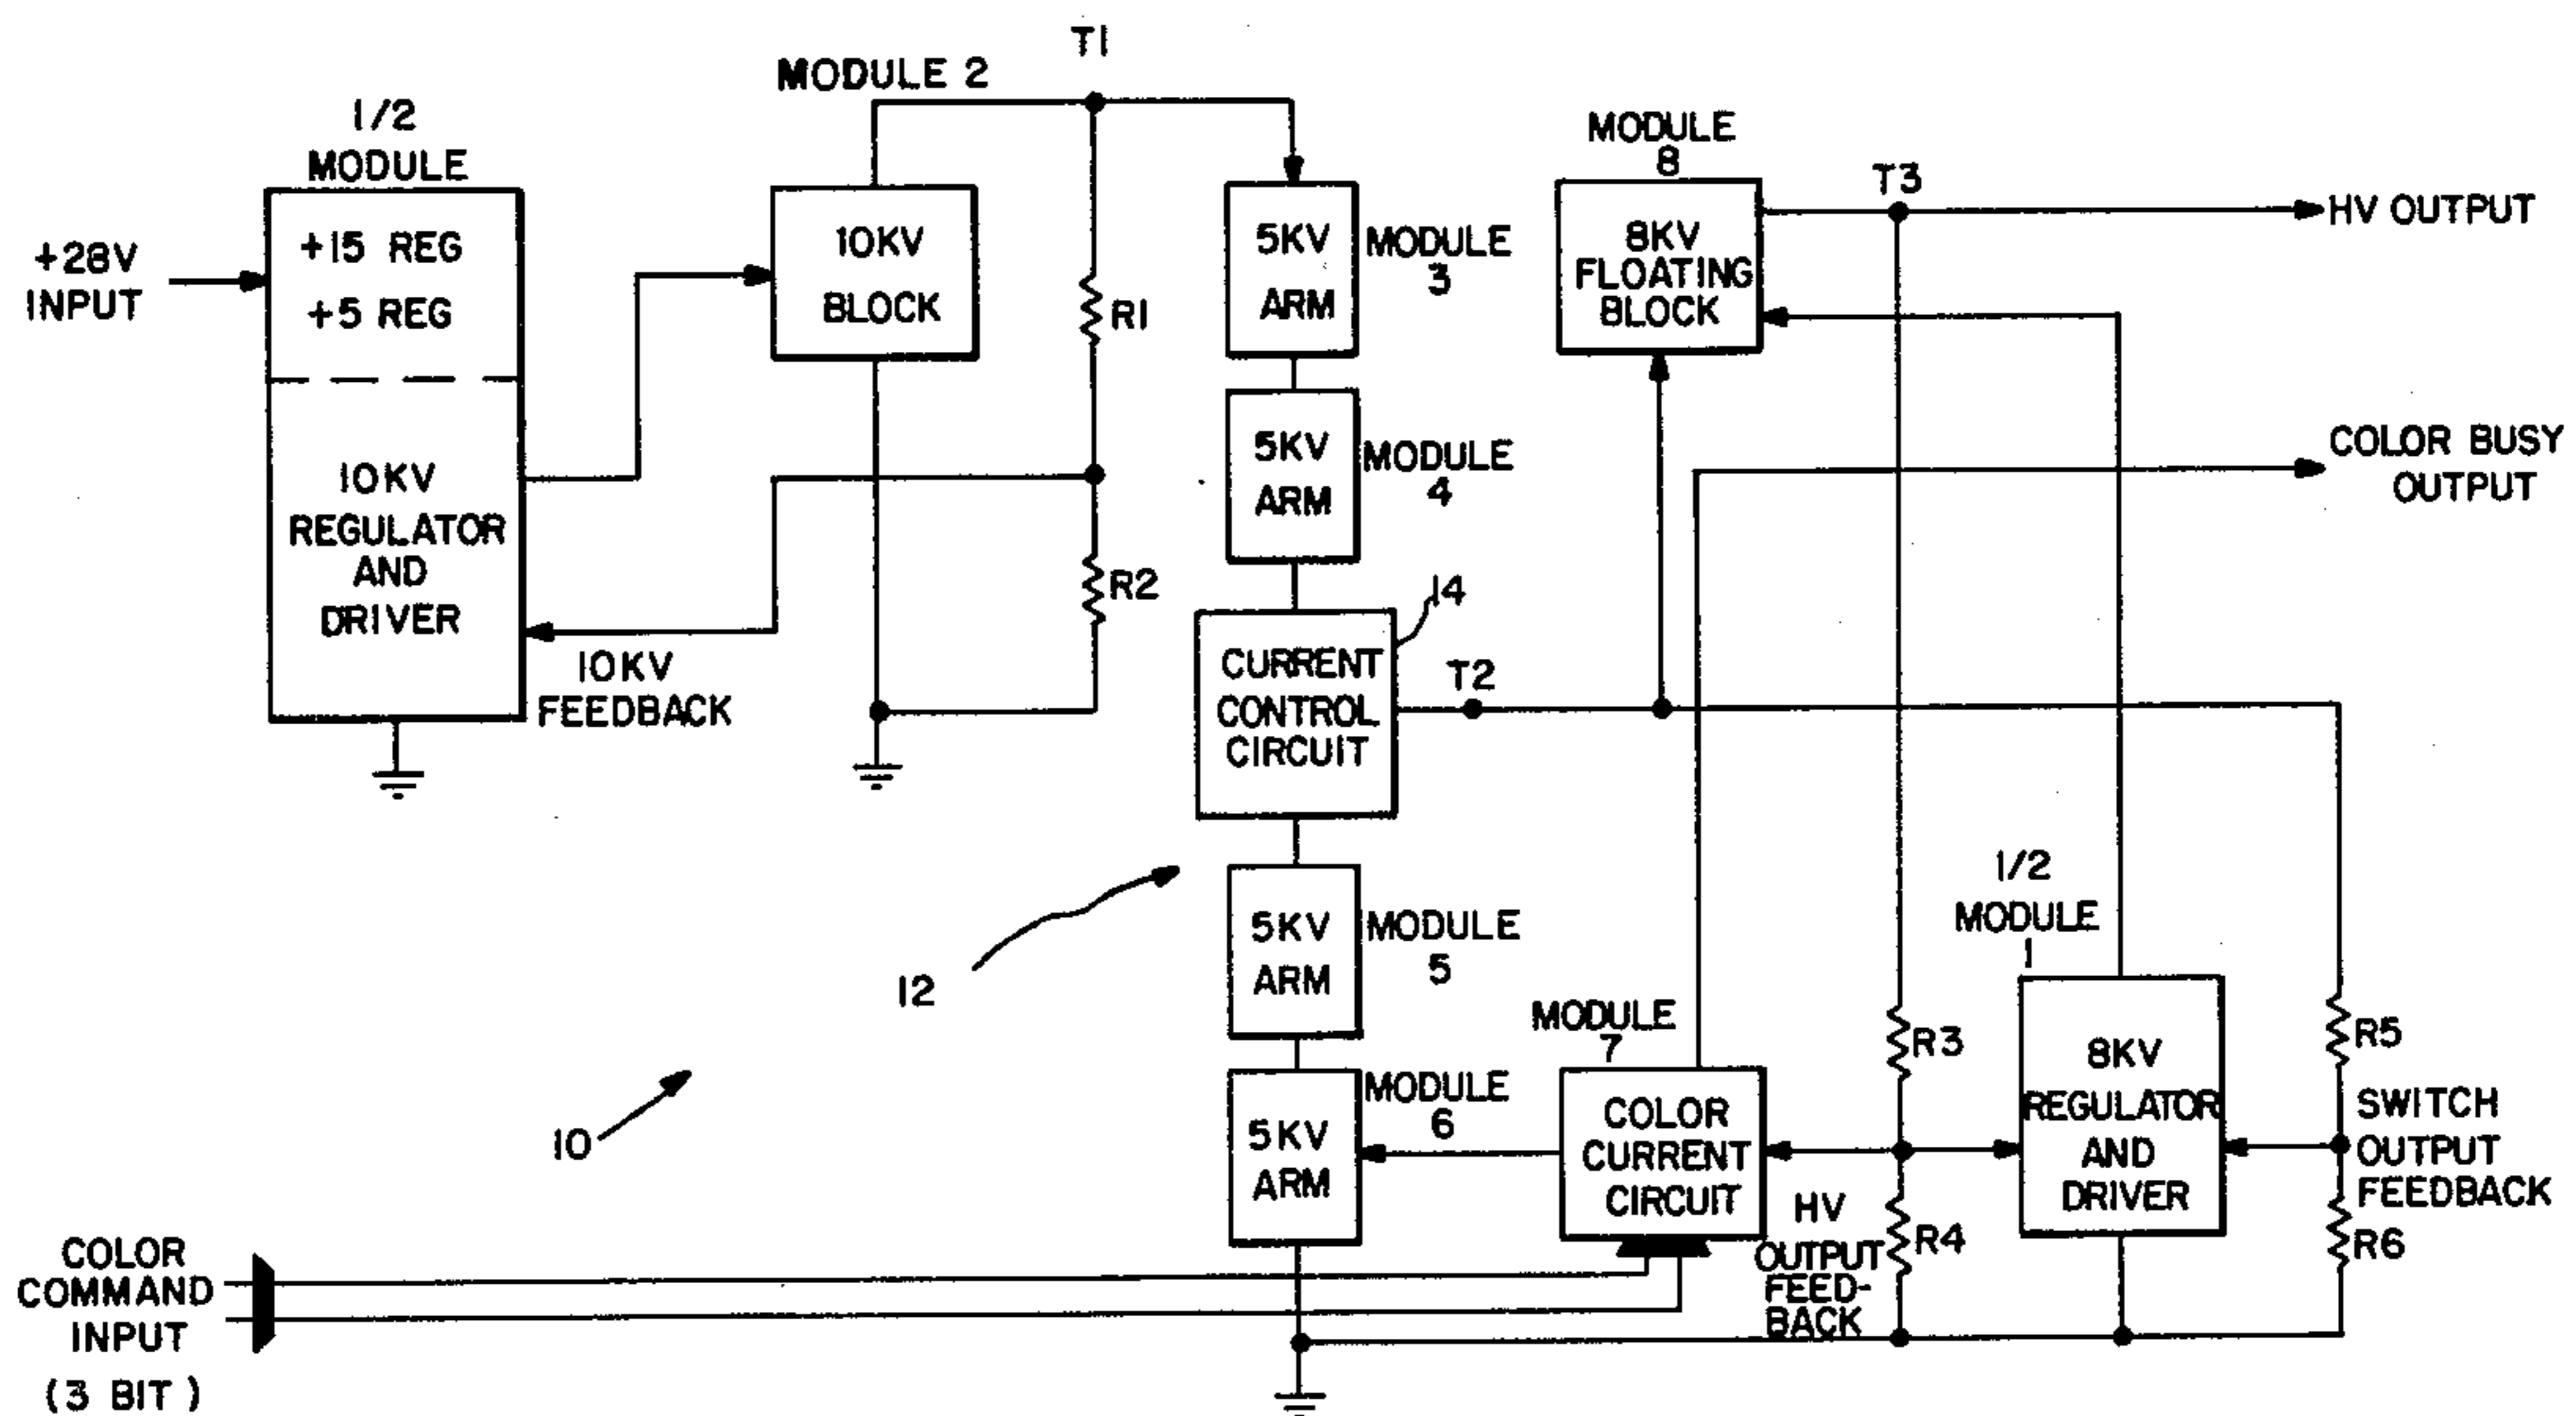 T1
MODULE 2
1/2
MODULE
+28V
INPUT
+15 REG
+5 REG
10KV
REGULATOR
AND
DRIVER
10KV
FEEDBACK
10KV
BLOCK
R1
R2
5KV
ARM
MODULE
3
5KV
ARM
MODULE
4
14
CURRENT
CONTROL
CIRCUIT
T2
12
5KV
ARM
MODULE
5
5KV
ARM
MODULE
6
10
MODULE
8
8KV
FLOATING
BLOCK
T3
HV OUTPUT
COLOR BUSY
OUTPUT
MODULE
7
COLOR
CURRENT
CIRCUIT
HV
OUTPUT
FEED-
BACK
R3
R4
1/2
MODULE
1
8KV
REGULATOR
AND
DRIVER
R5
SWITCH
OUTPUT
FEEDBACK
R6
COLOR
COMMAND
INPUT
(3 BIT)